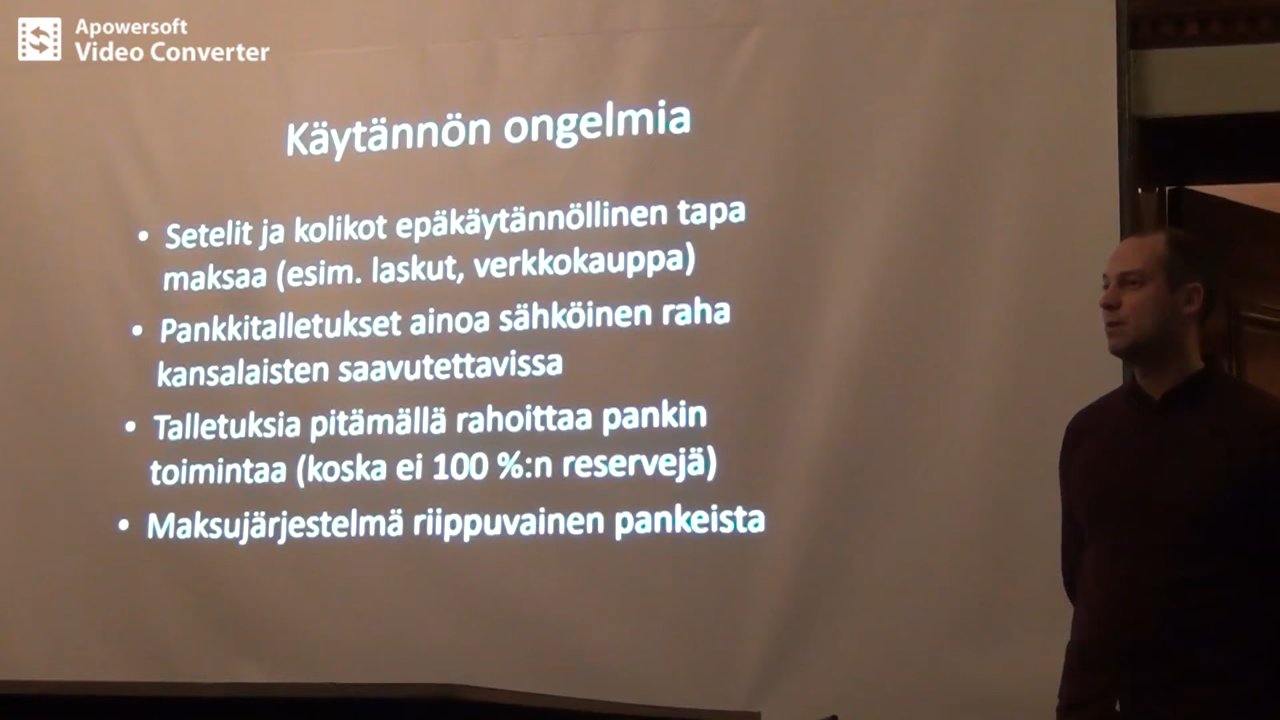 Apowersoft
Video Converter
Käytännön ongelmia
• Setelit ja kolikot epäkäytännöllinen tapa
maksaa (esim. laskut, verkkokauppa)
• Pankkitalletukset ainoa sähköinen raha
kansalaisten saavutettavissa
• Talletuksia pitämällä rahoittaa pankin
toimintaa (koska ei 100 %:n reservejä)
• Maksujärjestelmä riippuvainen pankeista